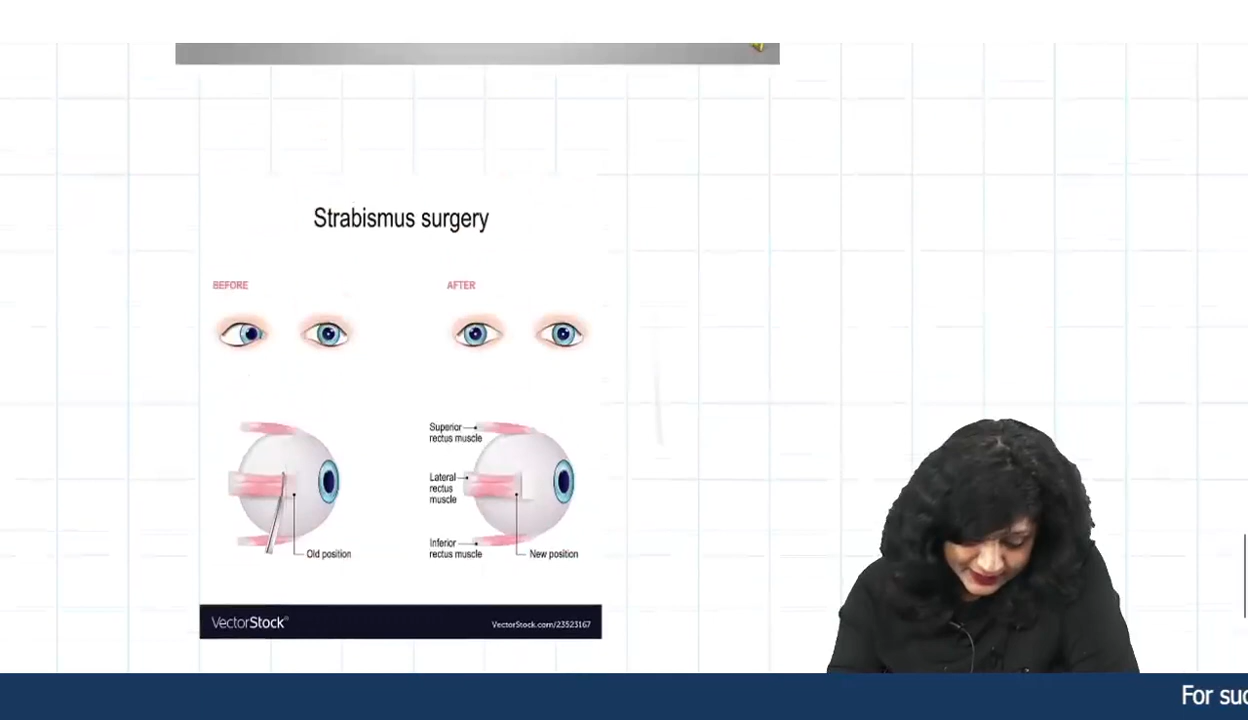 Strabismus surgery
BEFORE
AFTER
Superior
rectus muscle
Lateral
rectus
muscle
Inferior
rectus muscle
Old position
New position
VectorStock®
VectorStock.com/23523167
For suc